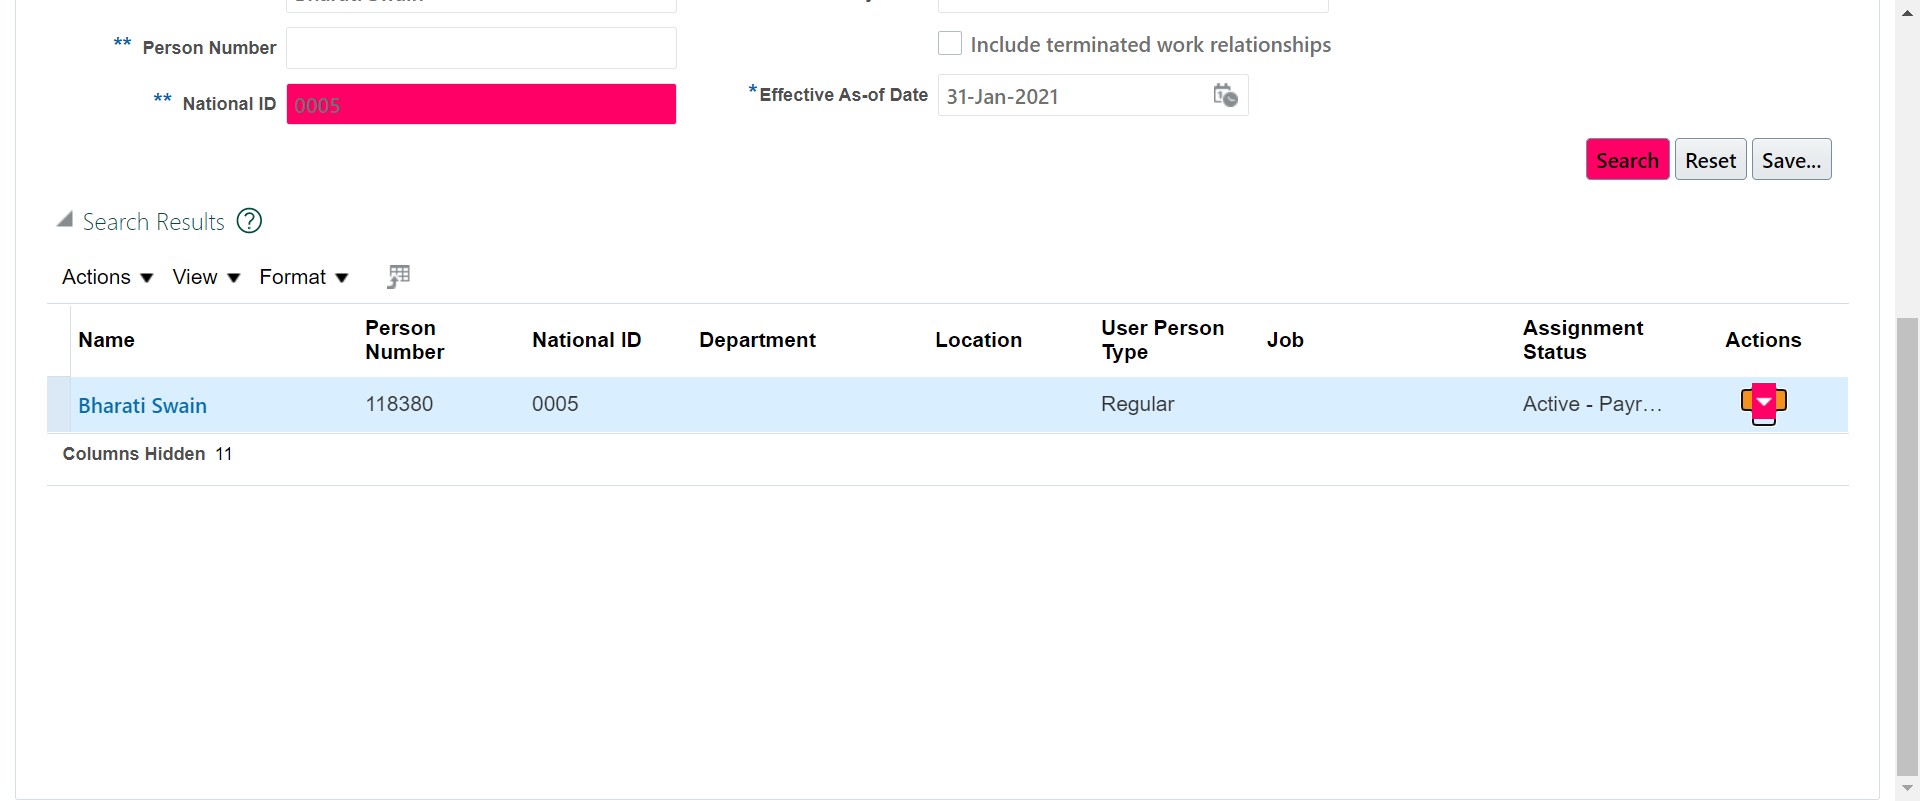 ** Person Number
Include terminated work relationships
** National ID 0005
*Effective As-of Date 31-Jan-2021
Search Reset Save...
Search Results ?
Actions View Format
Name Person Number National ID Department Location User Person Type Job Assignment Status Actions
Bharati Swain 118380 0005 Regular Active - Payr...
Columns Hidden 11